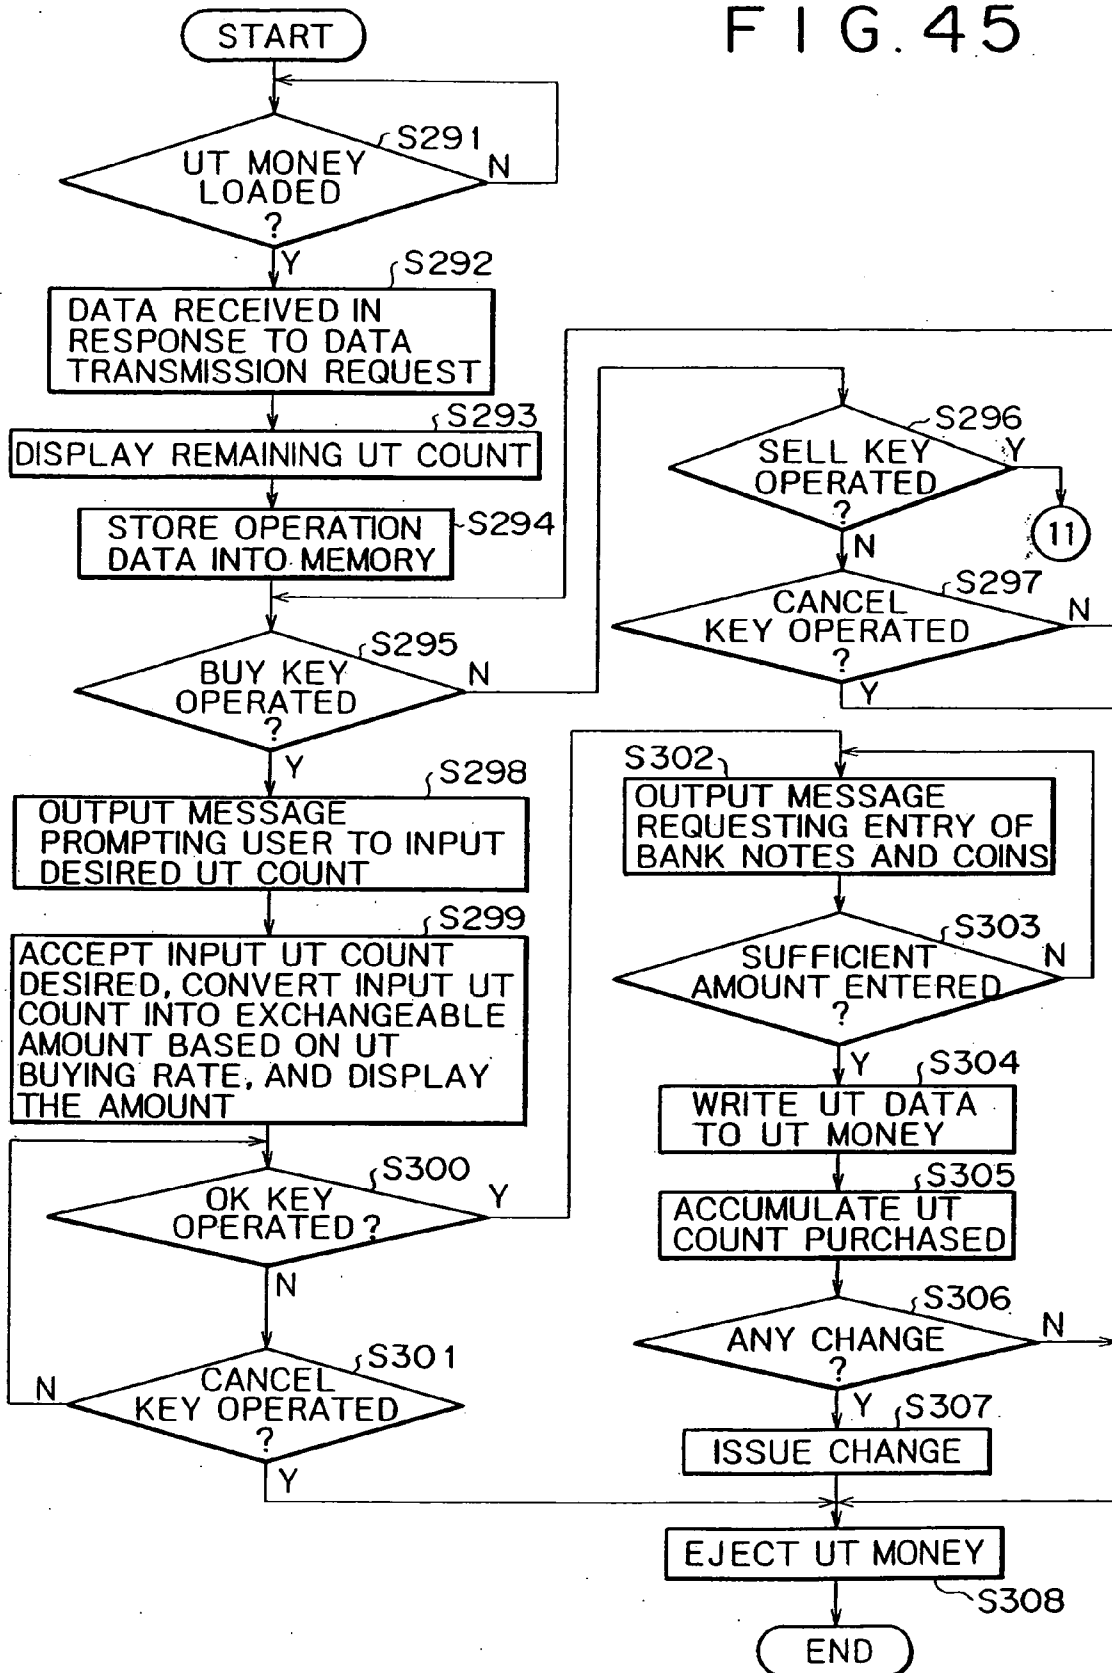 FIG. 45
START
S291
UT MONEY
LOADED
?
N
Y
S292
DATA RECEIVED IN
RESPONSE TO DATA
TRANSMISSION REQUEST
S293
DISPLAY REMAINING UT COUNT
S294
STORE OPERATION
DATA INTO MEMORY
S295
BUY KEY
OPERATED
?
N
Y
S296
SELL KEY
OPERATED
?
Y
11
N
S297
CANCEL
KEY OPERATED
?
N
Y
S298
OUTPUT MESSAGE
PROMPTING USER TO INPUT
DESIRED UT COUNT
S299
ACCEPT INPUT UT COUNT
DESIRED, CONVERT INPUT UT
COUNT INTO EXCHANGEABLE
AMOUNT BASED ON UT
BUYING RATE, AND DISPLAY
THE AMOUNT
S300
OK KEY
OPERATED ?
Y
N
S301
CANCEL
KEY OPERATED
?
N
Y
S302
OUTPUT MESSAGE
REQUESTING ENTRY OF
BANK NOTES AND COINS
S303
SUFFICIENT
AMOUNT ENTERED
?
N
Y
S304
WRITE UT DATA
TO UT MONEY
S305
ACCUMULATE UT
COUNT PURCHASED
S306
ANY CHANGE
?
N
Y
S307
ISSUE CHANGE
EJECT UT MONEY
S308
END